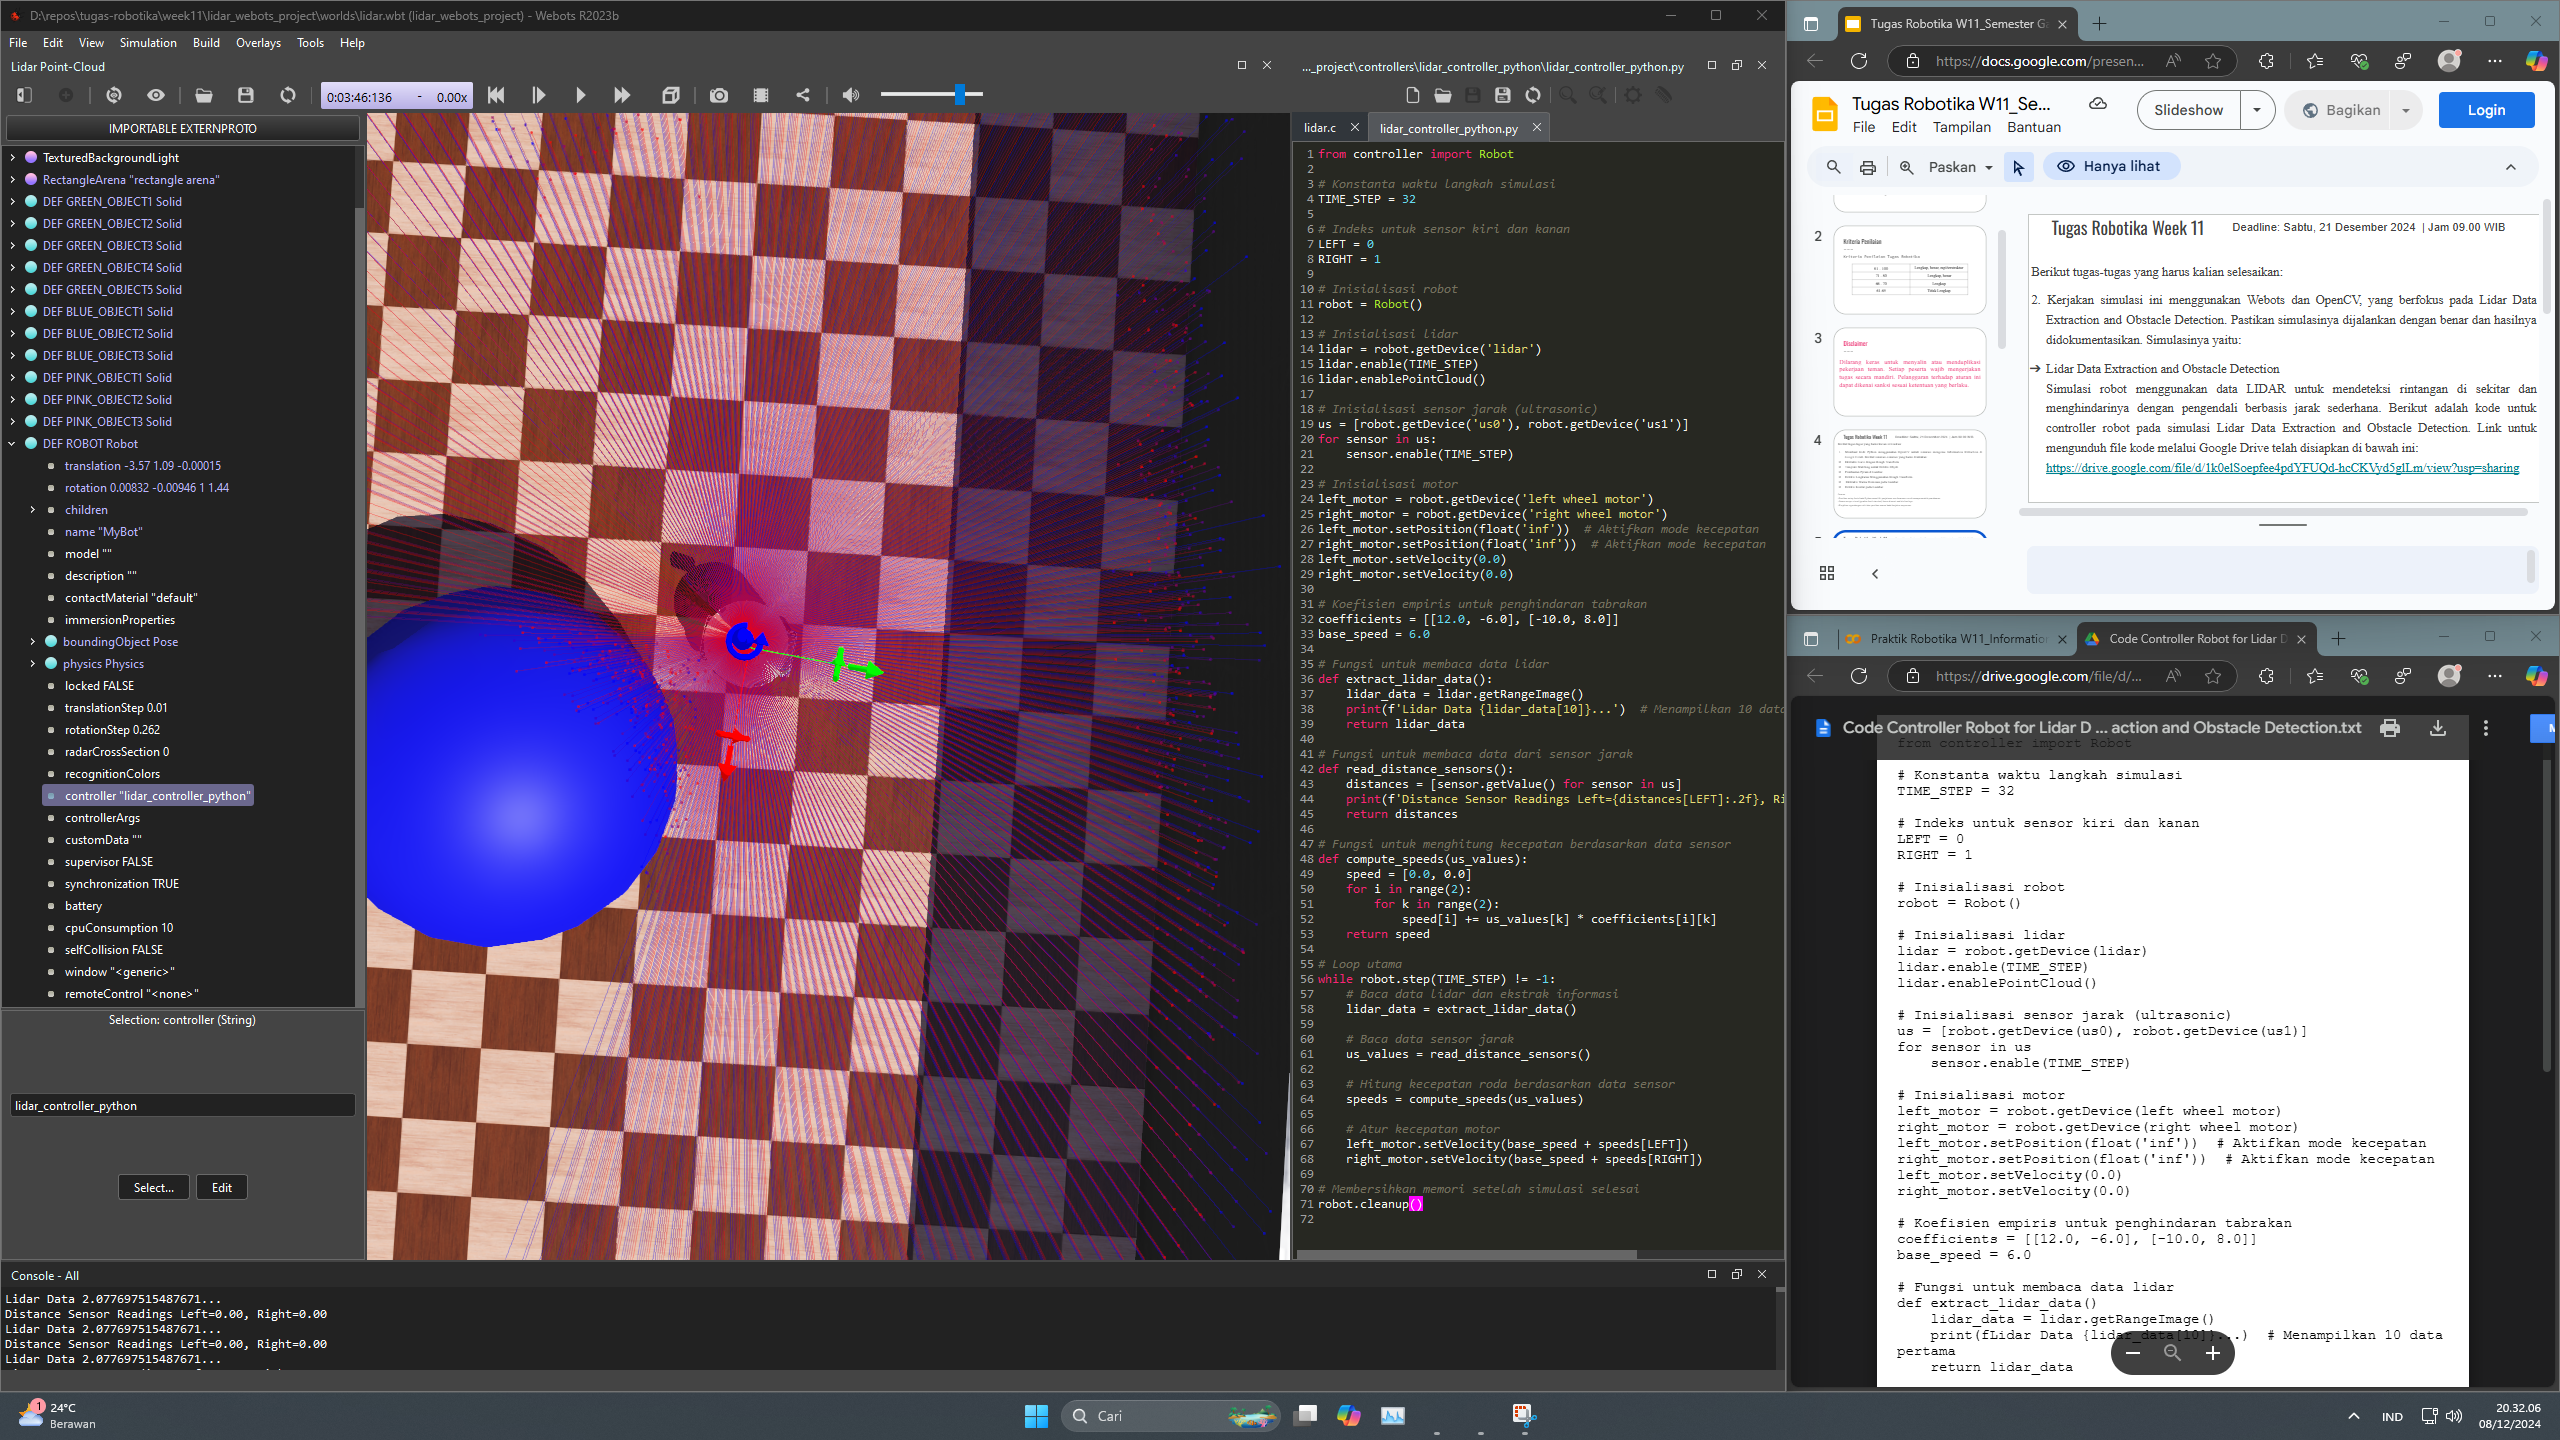 D:\repos\tugas-robotika\week11\lidar_webots_project\worlds\lidar.wbt (lidar_webots_project) - Webots R2023b
File Edit View Simulation Build Overlays Tools Help
Lidar Point-Cloud
0:03:46:136 - 0.00x
IMPORTABLE EXTERNPROTO
TexturedBackgroundLight
RectangleArena "rectangle arena"
DEF GREEN_OBJECT1 Solid
DEF GREEN_OBJECT2 Solid
DEF GREEN_OBJECT3 Solid
DEF GREEN_OBJECT4 Solid
DEF GREEN_OBJECT5 Solid
DEF BLUE_OBJECT1 Solid
DEF BLUE_OBJECT2 Solid
DEF BLUE_OBJECT3 Solid
DEF PINK_OBJECT1 Solid
DEF PINK_OBJECT2 Solid
DEF PINK_OBJECT3 Solid
DEF ROBOT Robot
translation -3.57 1.09 -0.00015
rotation 0.00832 -0.00946 1 1.44
children
name "MyBot"
model ""
description ""
contactMaterial "default"
immersionProperties
boundingObject Pose
physics Physics
locked FALSE
translationStep 0.01
rotationStep 0.262
radarCrossSection 0
recognitionColors
controller "lidar_controller_python"
controllerArgs
customData ""
supervisor FALSE
synchronization TRUE
battery
cpuConsumption 10
selfCollision FALSE
window "<generic>"
remoteControl "<none>"
Selection: controller (String)
lidar_controller_python
Select... Edit
Console - All
Lidar Data 2.077697515487671...
Distance Sensor Readings Left=0.00, Right=0.00
Lidar Data 2.077697515487671...
Distance Sensor Readings Left=0.00, Right=0.00
Lidar Data 2.077697515487671...
..._project\controllers\lidar_controller_python\lidar_controller_python.py
lidar.c lidar_controller_python.py
1 from controller import Robot
2
3 # Konstanta waktu langkah simulasi
4 TIME_STEP = 32
5
6 # Indeks untuk sensor kiri dan kanan
7 LEFT = 0
8 RIGHT = 1
9
10 # Inisialisasi robot
11 robot = Robot()
12
13 # Inisialisasi lidar
14 lidar = robot.getDevice('lidar')
15 lidar.enable(TIME_STEP)
16 lidar.enablePointCloud()
17
18 # Inisialisasi sensor jarak (ultrasonic)
19 us = [robot.getDevice('us0'), robot.getDevice('us1')]
20 for sensor in us:
21 sensor.enable(TIME_STEP)
22
23 # Inisialisasi motor
24 left_motor = robot.getDevice('left wheel motor')
25 right_motor = robot.getDevice('right wheel motor')
26 left_motor.setPosition(float('inf')) # Aktifkan mode kecepatan
27 right_motor.setPosition(float('inf')) # Aktifkan mode kecepatan
28 left_motor.setVelocity(0.0)
29 right_motor.setVelocity(0.0)
30
31 # Koefisien empiris untuk penghindaran tabrakan
32 coefficients = [[12.0, -6.0], [-10.0, 8.0]]
33 base_speed = 6.0
34
35 # Fungsi untuk membaca data lidar
36 def extract_lidar_data():
37 lidar_data = lidar.getRangeImage()
38 print(f'Lidar Data {lidar_data[10]}...') # Menampilkan 10 data
39 return lidar_data
40
41 # Fungsi untuk membaca data dari sensor jarak
42 def read_distance_sensors():
43 distances = [sensor.getValue() for sensor in us]
44 print(f'Distance Sensor Readings Left={distances[LEFT]:.2f}, Ri
45 return distances
46
47 # Fungsi untuk menghitung kecepatan berdasarkan data sensor
48 def compute_speeds(us_values):
49 speed = [0.0, 0.0]
50 for i in range(2):
51 for k in range(2):
52 speed[i] += us_values[k] * coefficients[i][k]
53 return speed
54
55 # Loop utama
56 while robot.step(TIME_STEP) != -1:
57 # Baca data lidar dan ekstrak informasi
58 lidar_data = extract_lidar_data()
59
60 # Baca data sensor jarak
61 us_values = read_distance_sensors()
62
63 # Hitung kecepatan roda berdasarkan data sensor
64 speeds = compute_speeds(us_values)
65
66 # Atur kecepatan motor
67 left_motor.setVelocity(base_speed + speeds[LEFT])
68 right_motor.setVelocity(base_speed + speeds[RIGHT])
69
70 # Membersihkan memori setelah simulasi selesai
71 robot.cleanup()
72
Tugas Robotika W11_Semester G
https://docs.google.com/presen...
Tugas Robotika W11_Se...
File Edit Tampilan Bantuan
Slideshow Bagikan Login
Paskan Hanya lihat
2 Kriteria Penilaian
3 Disclaimer
Dilarang keras untuk menyalin atau menduplikasi
pekerjaan teman. Setiap peserta wajib mengerjakan
tugas secara mandiri. Pelanggaran terhadap aturan ini
dapat dikenai sanksi sesuai ketentuan yang berlaku.
4 Tugas Robotika Week 11
Tugas Robotika Week 11 Deadline: Sabtu, 21 Desember 2024 | Jam 09.00 WIB
Berikut tugas-tugas yang harus kalian selesaikan:
2. Kerjakan simulasi ini menggunakan Webots dan OpenCV, yang berfokus pada Lidar Data
Extraction and Obstacle Detection. Pastikan simulasinya dijalankan dengan benar dan hasilnya
didokumentasikan. Simulasinya yaitu:
➔ Lidar Data Extraction and Obstacle Detection
Simulasi robot menggunakan data LIDAR untuk mendeteksi rintangan di sekitar dan
menghindarinya dengan pengendali berbasis jarak sederhana. Berikut adalah kode untuk
controller robot pada simulasi Lidar Data Extraction and Obstacle Detection. Link untuk
mengunduh file kode melalui Google Drive telah disiapkan di bawah ini:
https://drive.google.com/file/d/1k0elSoepfee4pdYFUQd-hcCKVyd5glLm/view?usp=sharing
Praktik Robotika W11_Informatio Code Controller Robot for Lidar D
https://drive.google.com/file/d/...
Code Controller Robot for Lidar D ... action and Obstacle Detection.txt
from controller import Robot
# Konstanta waktu langkah simulasi
TIME_STEP = 32
# Indeks untuk sensor kiri dan kanan
LEFT = 0
RIGHT = 1
# Inisialisasi robot
robot = Robot()
# Inisialisasi lidar
lidar = robot.getDevice(lidar)
lidar.enable(TIME_STEP)
lidar.enablePointCloud()
# Inisialisasi sensor jarak (ultrasonic)
us = [robot.getDevice(us0), robot.getDevice(us1)]
for sensor in us
sensor.enable(TIME_STEP)
# Inisialisasi motor
left_motor = robot.getDevice(left wheel motor)
right_motor = robot.getDevice(right wheel motor)
left_motor.setPosition(float('inf')) # Aktifkan mode kecepatan
right_motor.setPosition(float('inf')) # Aktifkan mode kecepatan
left_motor.setVelocity(0.0)
right_motor.setVelocity(0.0)
# Koefisien empiris untuk penghindaran tabrakan
coefficients = [[12.0, -6.0], [-10.0, 8.0]]
base_speed = 6.0
# Fungsi untuk membaca data lidar
def extract_lidar_data()
lidar_data = lidar.getRangeImage()
print(fLidar Data {lidar_data[10]}...) # Menampilkan 10 data
pertama
return lidar_data
1
24°C
Berawan
Cari
IND
20.32.06
08/12/2024